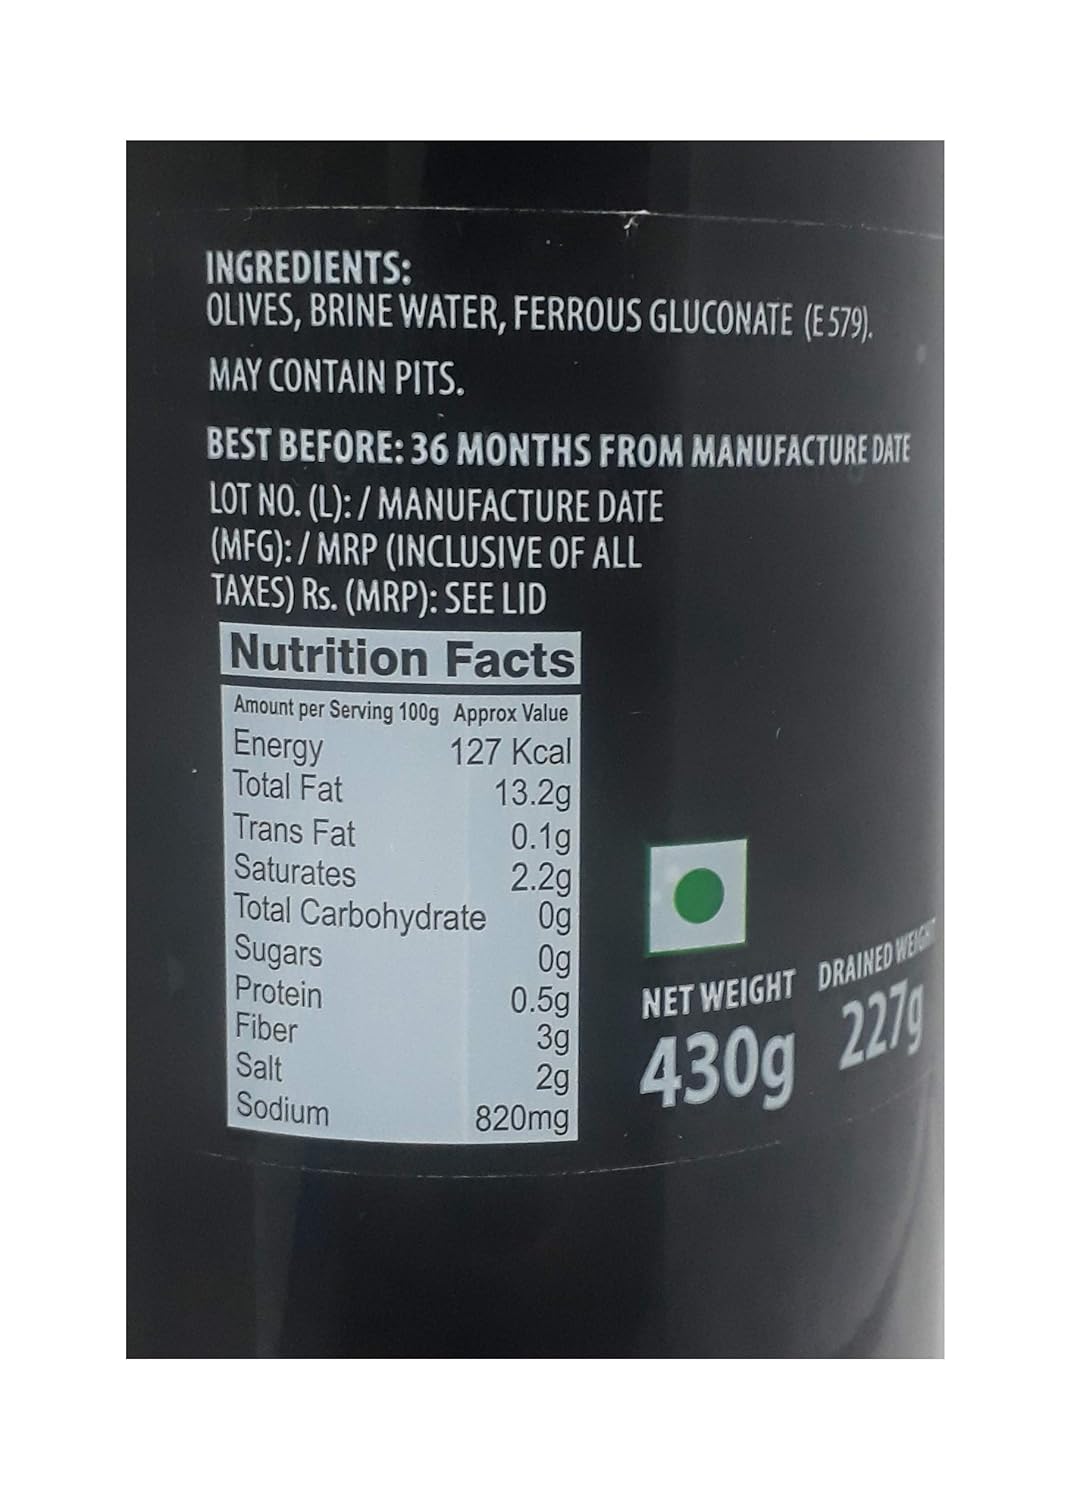 INGREDIENTS:
OLIVES, BRINE WATER, FERROUS GLUCONATE (E 579).
MAY CONTAIN PITS.
BEST BEFORE: 36 MONTHS FROM MANUFACTURE DATE
LOT NO. (L): / MANUFACTURE DATE
(MFG): / MRP (INCLUSIVE OF ALL
TAXES) Rs. (MRP): SEE LID
Nutrition Facts
Amount per Serving 100g Approx Value
Energy 127 Kcal
Total Fat 13.2g
Trans Fat 0.1g
Saturates 2.2g
Total Carbohydrate 0g
Sugars 0g
Protein 0.5g
Fiber 3g
Salt 2g
Sodium 820mg
NET WEIGHT
430g
DRAINED WEIGHT
227g